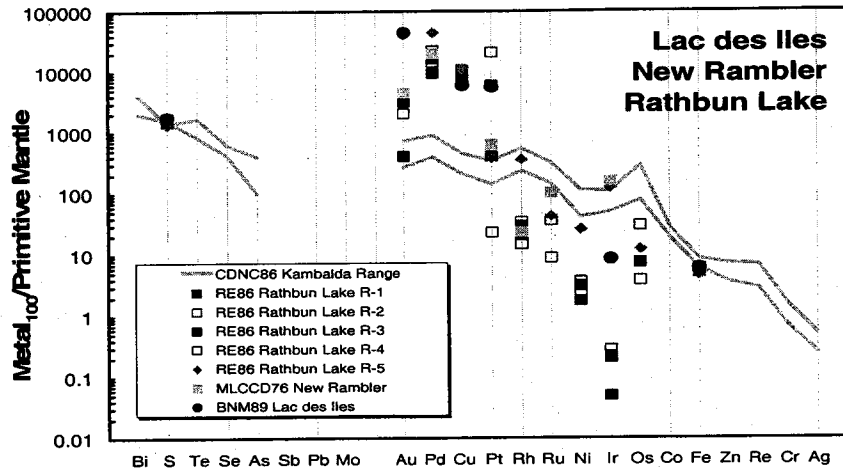 Lac des Iles
New Rambler
Rathbun Lake
Metal100/Primitive Mantle
100000
10000
1000
100
10
1
0.1
0.01
CDNC86 Kambalda Range
RE86 Rathbun Lake R-1
RE86 Rathbun Lake R-2
RE86 Rathbun Lake R-3
RE86 Rathbun Lake R-4
RE86 Rathbun Lake R-5
MLCCD76 New Rambler
BNM89 Lac des Iles
Bi S Te Se As Sb Pb Mo Au Pd Cu Pt Rh Ru Ni Ir Os Co Fe Zn Re Cr Ag